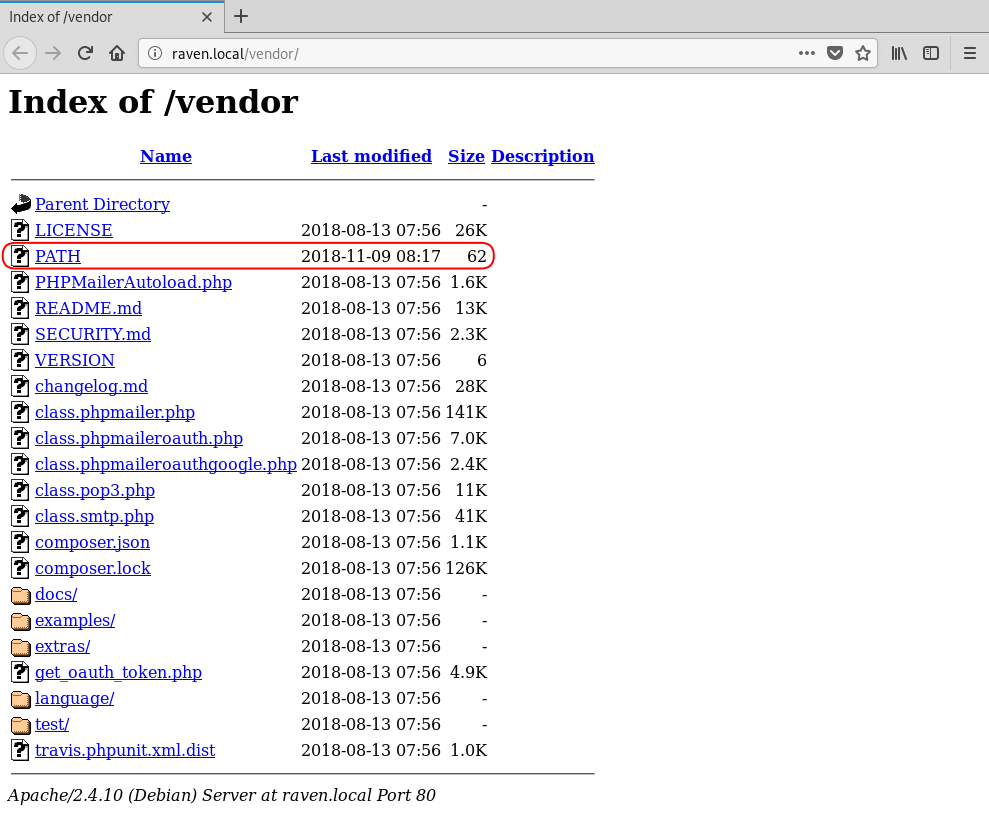 Index of /vendor
raven.local/vendor/
Index of /vendor
Name Last modified Size Description
Parent Directory -
LICENSE 2018-08-13 07:56 26K
PATH 2018-11-09 08:17 62
PHPMailerAutoload.php 2018-08-13 07:56 1.6K
README.md 2018-08-13 07:56 13K
SECURITY.md 2018-08-13 07:56 2.3K
VERSION 2018-08-13 07:56 6
changelog.md 2018-08-13 07:56 28K
class.phpmailer.php 2018-08-13 07:56 141K
class.phpmaileroauth.php 2018-08-13 07:56 7.0K
class.phpmaileroauthgoogle.php 2018-08-13 07:56 2.4K
class.pop3.php 2018-08-13 07:56 11K
class.smtp.php 2018-08-13 07:56 41K
composer.json 2018-08-13 07:56 1.1K
composer.lock 2018-08-13 07:56 126K
docs/ 2018-08-13 07:56 -
examples/ 2018-08-13 07:56 -
extras/ 2018-08-13 07:56 -
get_oauth_token.php 2018-08-13 07:56 4.9K
language/ 2018-08-13 07:56 -
test/ 2018-08-13 07:56 -
travis.phpunit.xml.dist 2018-08-13 07:56 1.0K
Apache/2.4.10 (Debian) Server at raven.local Port 80